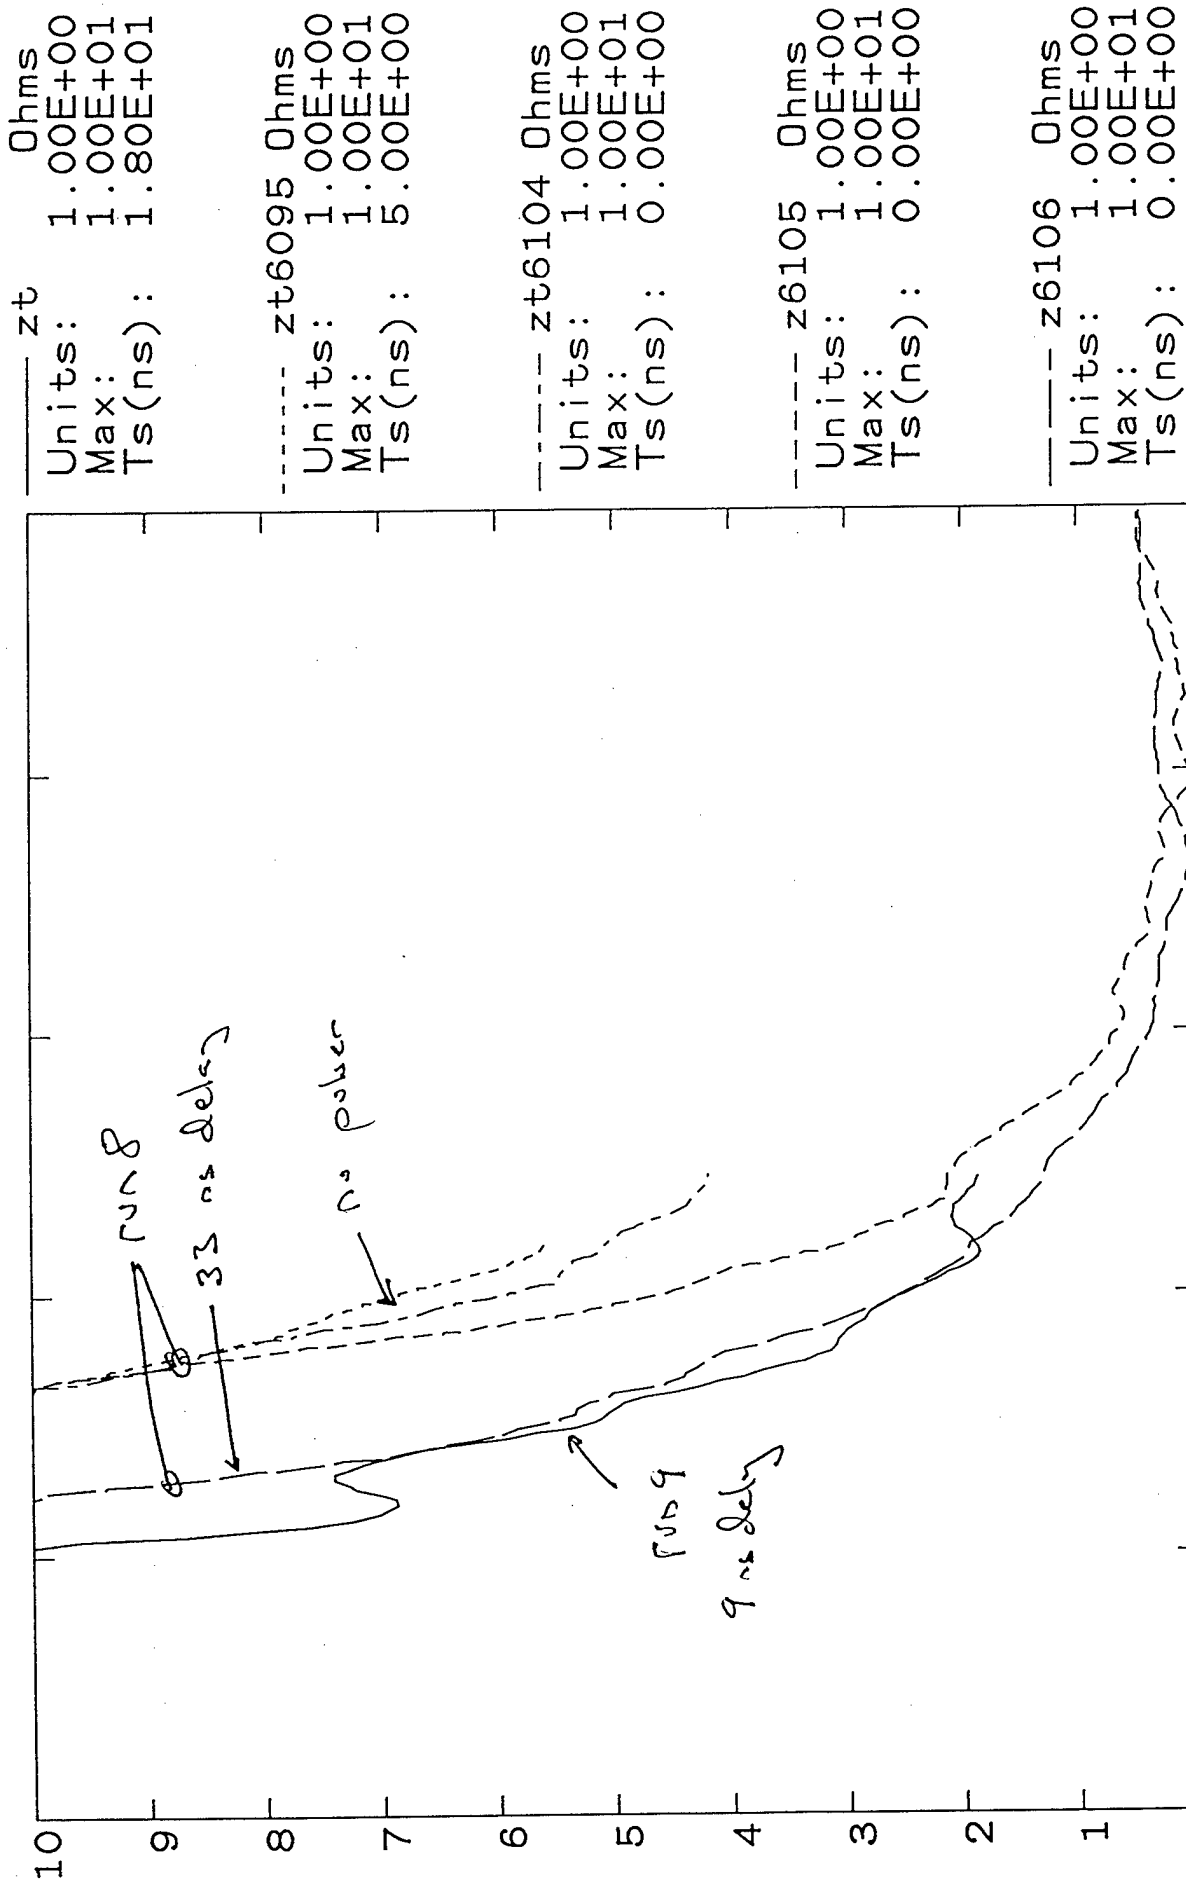 zt Ohms
Units: 1.00E+00
Max: 1.00E+01
Ts(ns): 1.80E+01
zt6095 Ohms
Units: 1.00E+00
Max: 1.00E+01
Ts(ns): 5.00E+00
zt6104 Ohms
Units: 1.00E+00
Max: 1.00E+01
Ts(ns): 0.00E+00
z6105 Ohms
Units: 1.00E+00
Max: 1.00E+01
Ts(ns): 0.00E+00
z6106 Ohms
Units: 1.00E+00
Max: 1.00E+01
Ts(ns): 0.00E+00
run 8
33 ns delay
no pulser
run 9
9 ns delay
10
9
8
7
6
5
4
3
2
1